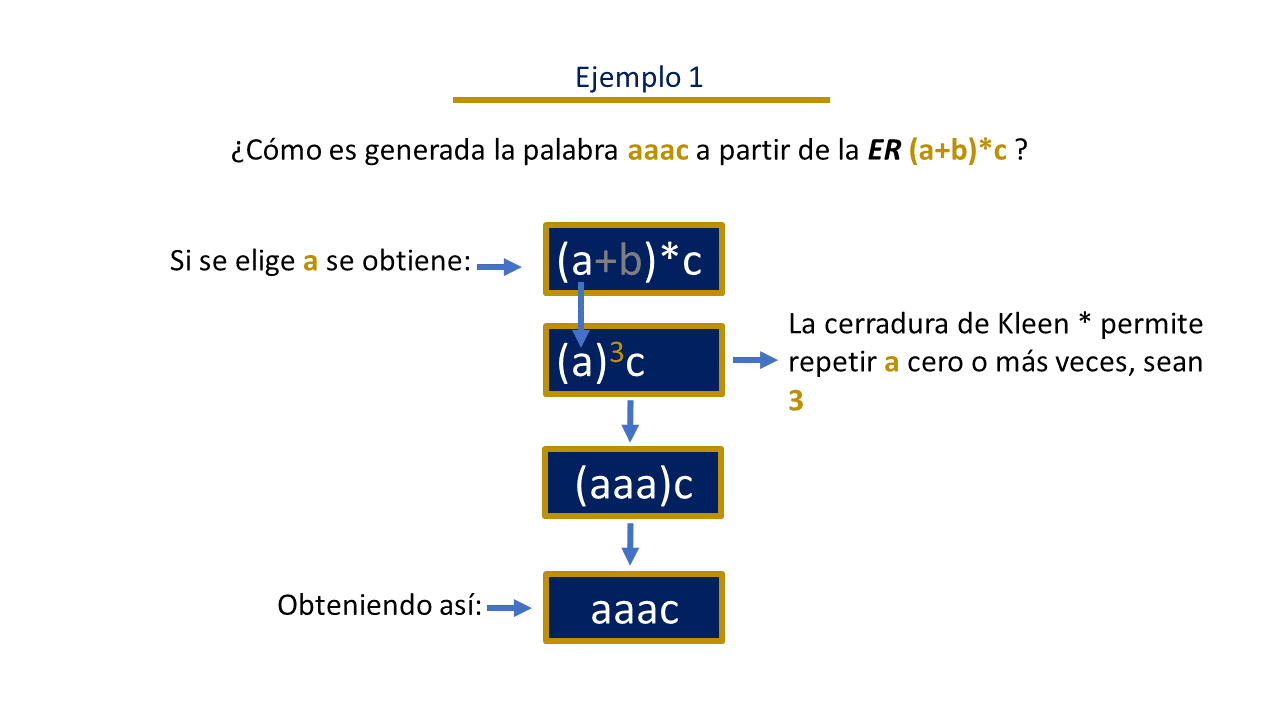 Ejemplo 1
¿Cómo es generada la palabra aaac a partir de la ER (a+b)*c ?
Si se elige a se obtiene:
(a+b)*c
(a)³c
La cerradura de Kleen * permite
repetir a cero o más veces, sean
3
(aaa)c
Obteniendo así:
aaac